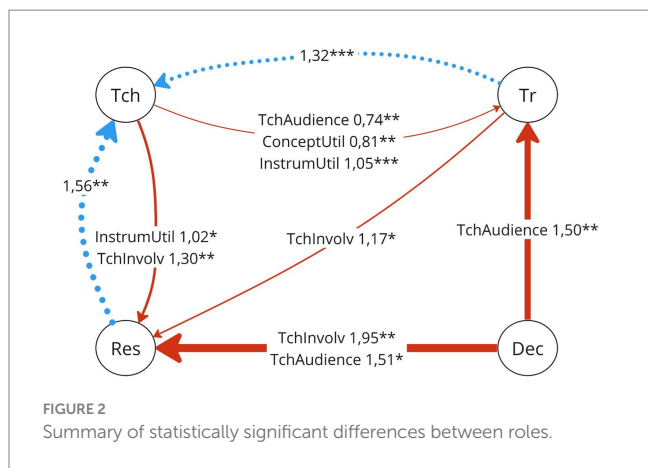 1,32***
Tch
Tr
TchAudience 0,74**
ConceptUtil 0,81**
InstrumUtil 1,05***
1,56**
InstrumUtil 1,02*
TchInvolv 1,30**
TchInvolv 1,17*
TchAudience 1,50**
Res
TchInvolv 1,95**
TchAudience 1,51*
Dec
FIGURE 2
Summary of statistically significant differences between roles.